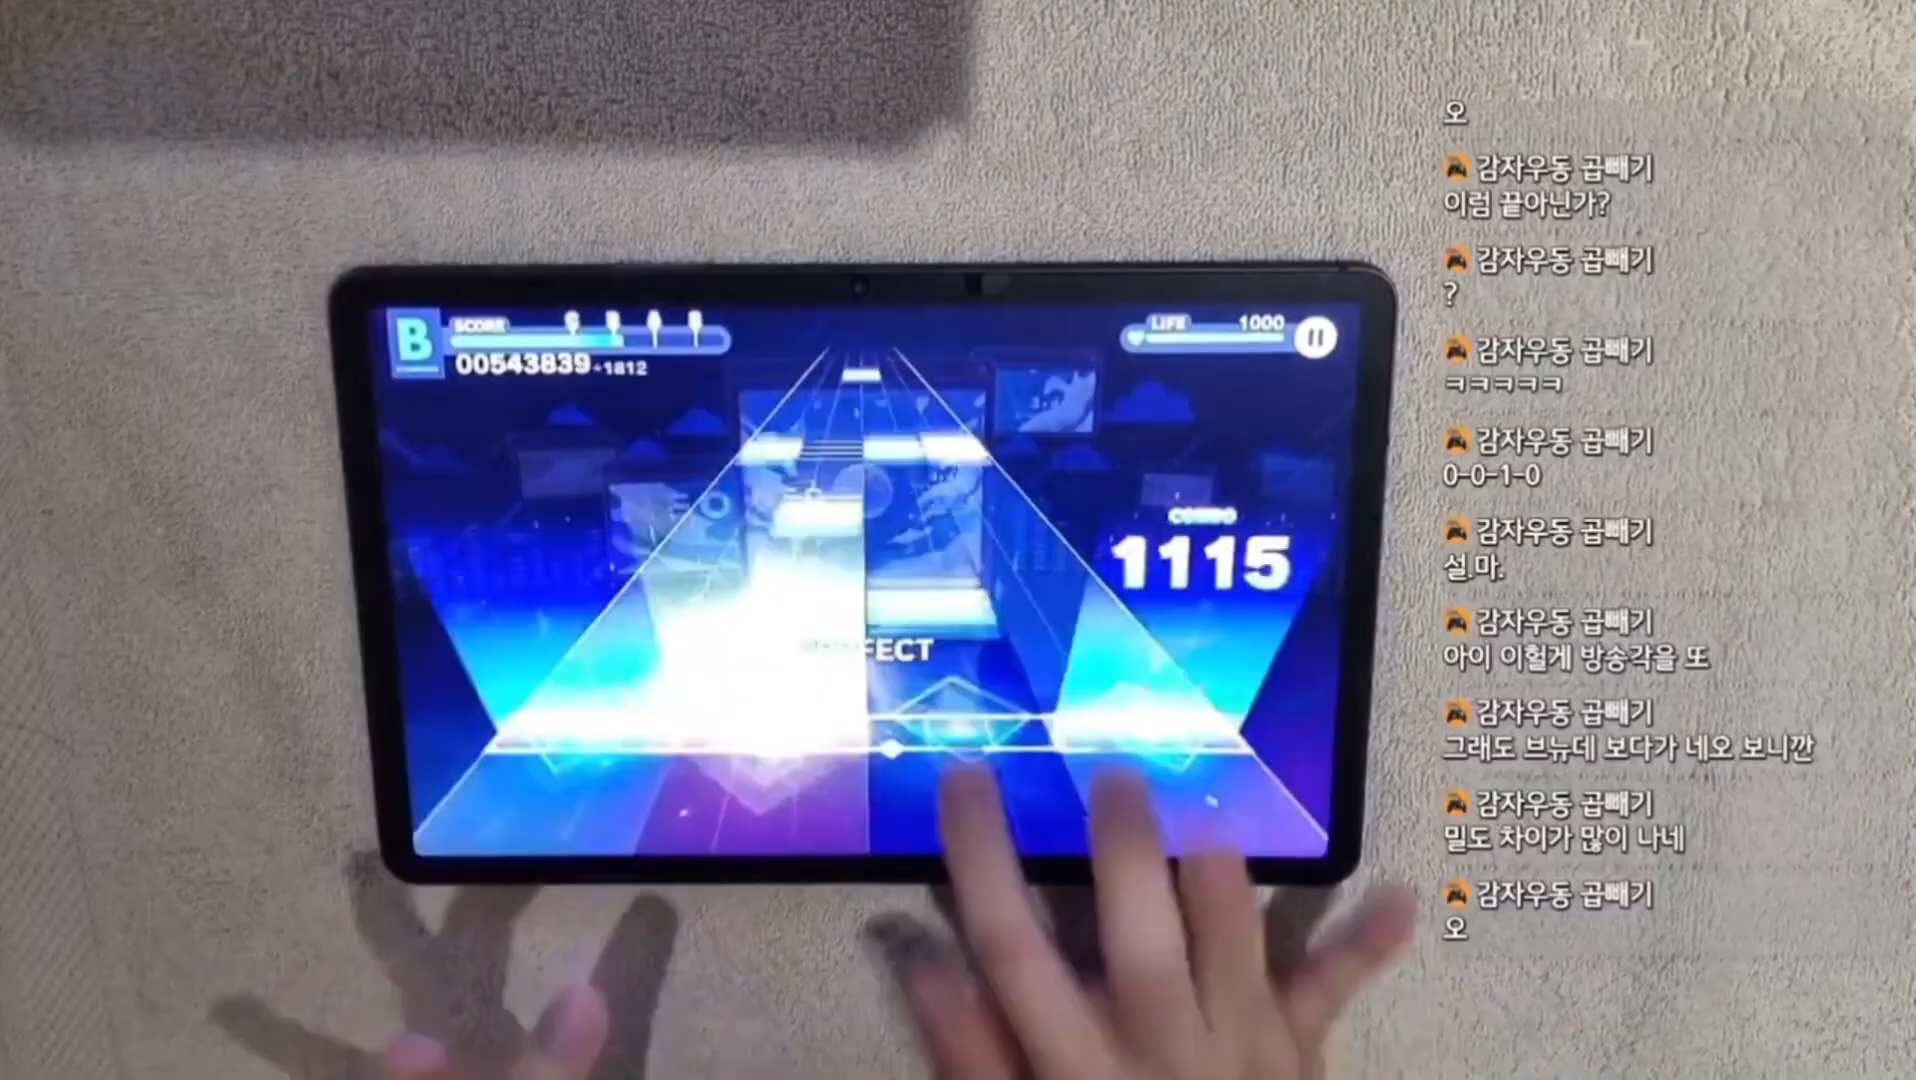 B
SCORE
C B A S
00543839 +1812
LIFE 1000
COMBO
1115
PERFECT
오
감자우동 곱빼기
이럼 끝아닌가?
감자우동 곱빼기
?
감자우동 곱빼기
ㅋㅋㅋㅋㅋ
감자우동 곱빼기
0-0-1-0
감자우동 곱빼기
설.마.
감자우동 곱빼기
아이 이헐게 방송각을 또
감자우동 곱빼기
그래도 브뉴데 보다가 네오 보니깐
감자우동 곱빼기
밀도 차이가 많이 나네
감자우동 곱빼기
오